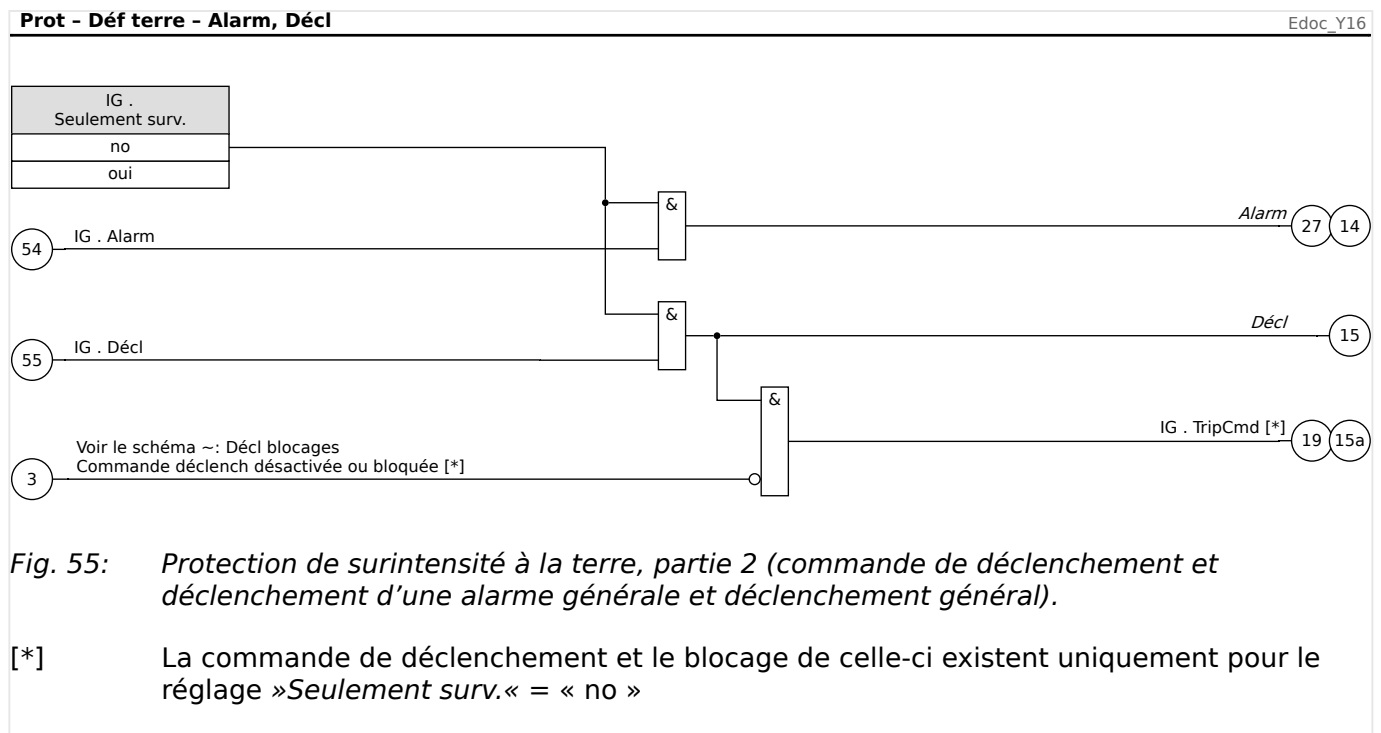 Prot – Déf terre – Alarm, Décl
Edoc_Y16
IG .
Seulement surv.
no
oui
&
Alarm
27 14
54
IG . Alarm
&
Décl
15
55
IG . Décl
&
IG . TripCmd [*]
19 15a
Voir le schéma ~: Décl blocages
Commande déclench désactivée ou bloquée [*]
3
Fig. 55: Protection de surintensité à la terre, partie 2 (commande de déclenchement et
déclenchement d’une alarme générale et déclenchement général).
[*] La commande de déclenchement et le blocage de celle-ci existent uniquement pour le
réglage »Seulement surv.« = « no »